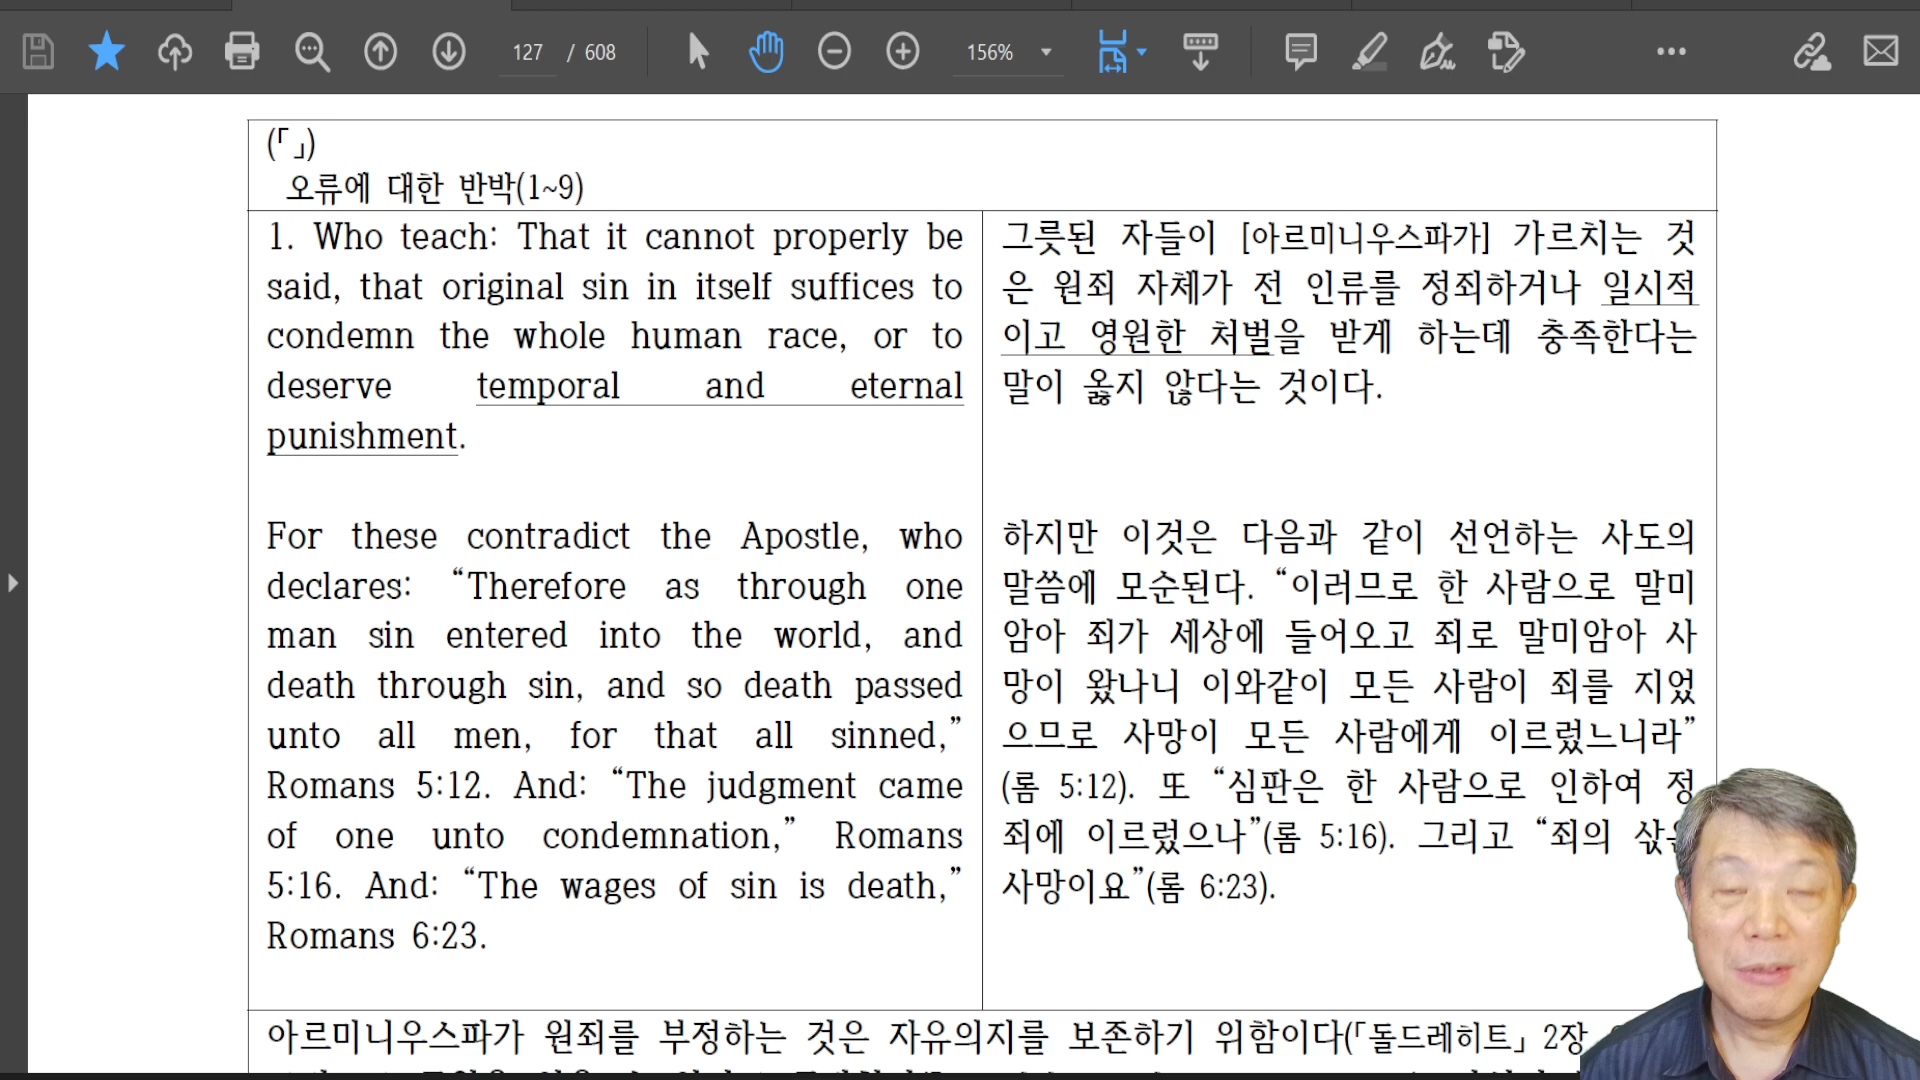 127 / 608
156%
(「」)
오류에 대한 반박(1~9)
1. Who teach: That it cannot properly be
said, that original sin in itself suffices to
condemn the whole human race, or to
deserve temporal and eternal
punishment.
For these contradict the Apostle, who
declares: “Therefore as through one
man sin entered into the world, and
death through sin, and so death passed
unto all men, for that all sinned,”
Romans 5:12. And: “The judgment came
of one unto condemnation,” Romans
5:16. And: “The wages of sin is death,”
Romans 6:23.
그릇된 자들이 [아르미니우스파가] 가르치는 것
은 원죄 자체가 전 인류를 정죄하거나 일시적
이고 영원한 처벌을 받게 하는데 충족한다는
말이 옳지 않다는 것이다.
하지만 이것은 다음과 같이 선언하는 사도의
말씀에 모순된다. “이러므로 한 사람으로 말미
암아 죄가 세상에 들어오고 죄로 말미암아 사
망이 왔나니 이와같이 모든 사람이 죄를 지었
으므로 사망이 모든 사람에게 이르렀느니라”
(롬 5:12). 또 “심판은 한 사람으로 인하여 정
죄에 이르렀으나”(롬 5:16). 그리고 “죄의 삯은
사망이요”(롬 6:23).
아르미니우스파가 원죄를 부정하는 것은 자유의지를 보존하기 위함이다(「돌드레히트」 2장